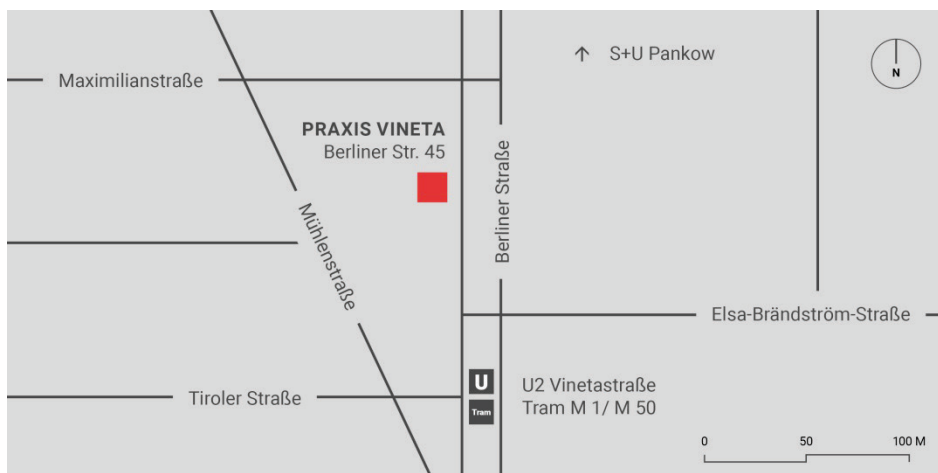 S+U Pankow
Maximilianstraße
N
PRAXIS VINETA
Berliner Str. 45
Berliner Straße
Mühlenstraße
Elsa-Brändström-Straße
U
U2 Vinetastraße
Tiroler Straße
Tram
Tram M 1/ M 50
0 50 100 M